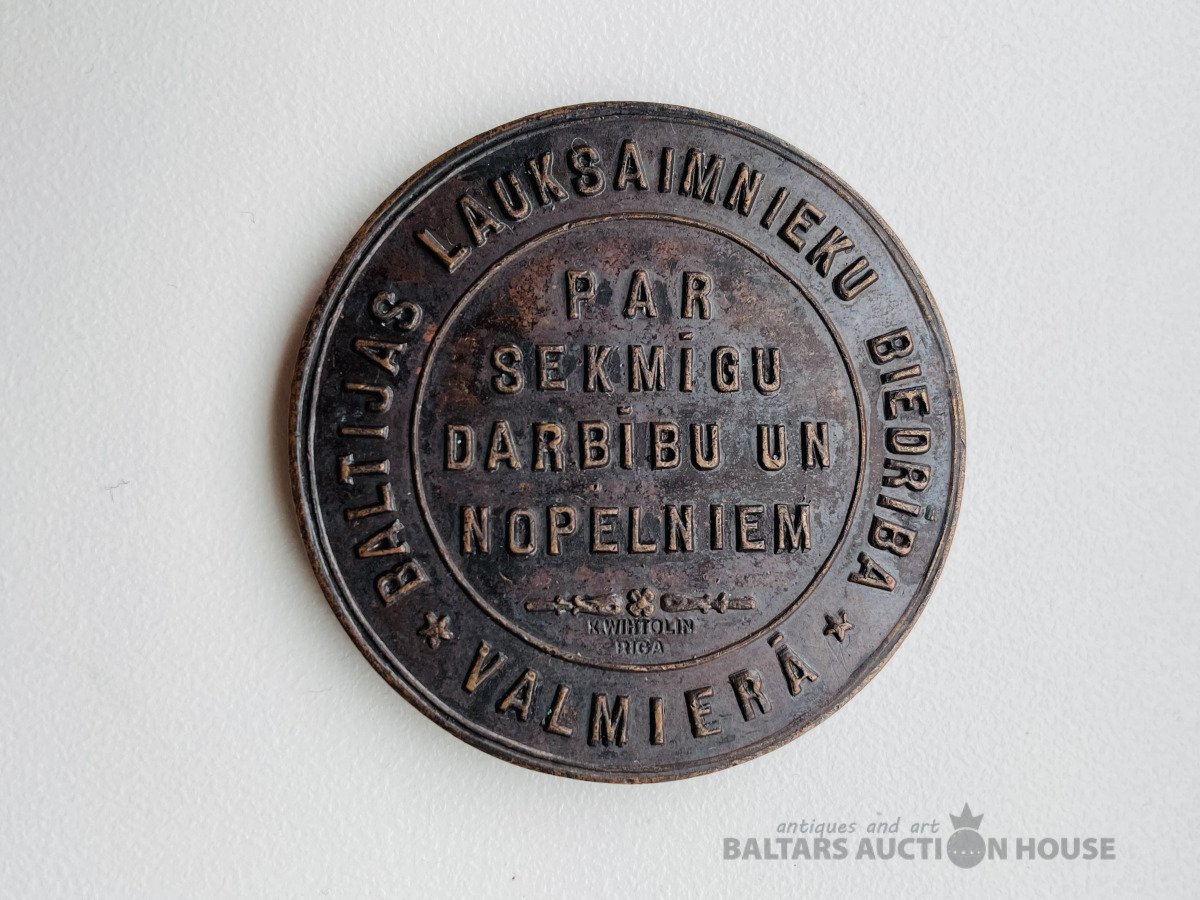 BALTIJAS LAUKSAIMNIEKU BIEDRĪBA
PAR
SEKMĪGU
DARBĪBU UN
NOPELNIEM
K.WIHTOLIN
RIGA
★ VALMIERĀ ★
antiques and art
BALTARS AUCTION HOUSE